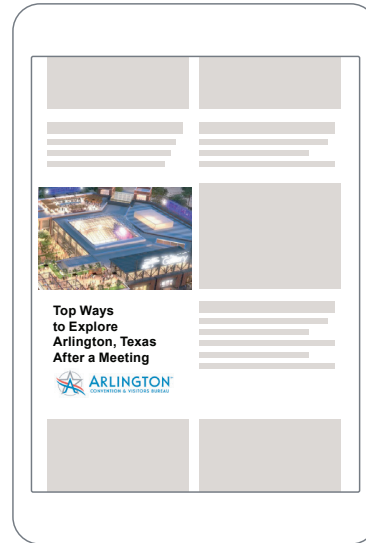 Top Ways
to Explore
Arlington, Texas
After a Meeting
ARLINGTON
CONVENTION & VISITORS BUREAU